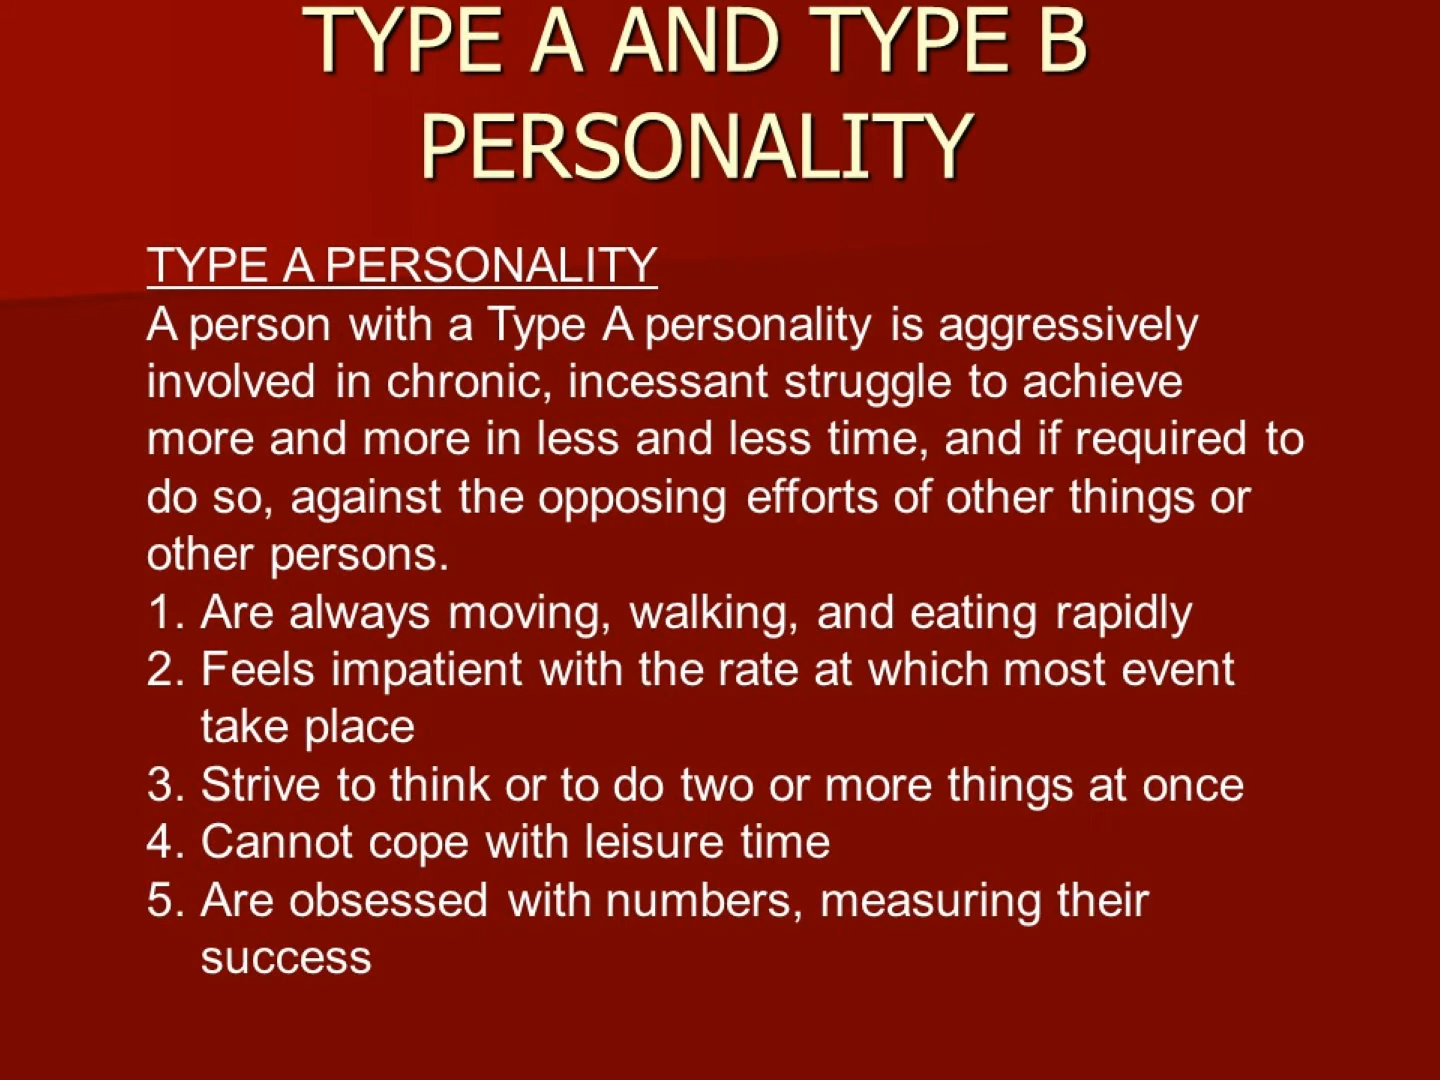 TYPE A AND TYPE B
PERSONALITY
TYPE A PERSONALITY
A person with a Type A personality is aggressively
involved in chronic, incessant struggle to achieve
more and more in less and less time, and if required to
do so, against the opposing efforts of other things or
other persons.
1. Are always moving, walking, and eating rapidly
2. Feels impatient with the rate at which most event
take place
3. Strive to think or to do two or more things at once
4. Cannot cope with leisure time
5. Are obsessed with numbers, measuring their
success